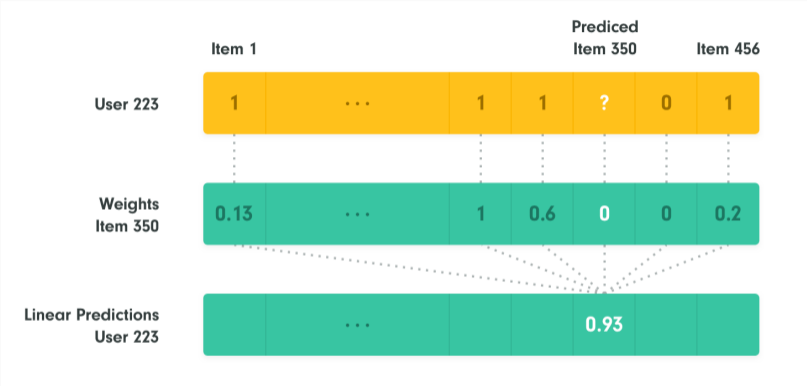 Prediced
Item 1 Item 350 Item 456
User 223 1 ... 1 1 ? 0 1
Weights
Item 350
0.13 ... 1 0.6 0 0 0.2
Linear Predictions
User 223
... 0.93